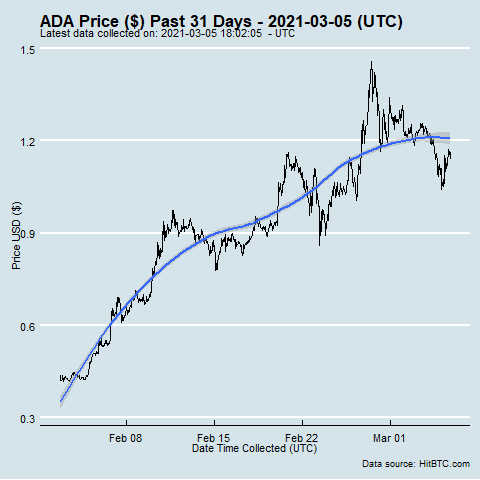 ADA Price ($) Past 31 Days - 2021-03-05 (UTC)
Latest data collected on: 2021-03-05 18:02:05 - UTC
1.5
1.2
0.9
0.6
0.3
Price USD ($)
Feb 08 Feb 15 Feb 22 Mar 01
Date Time Collected (UTC)
Data source: HitBTC.com